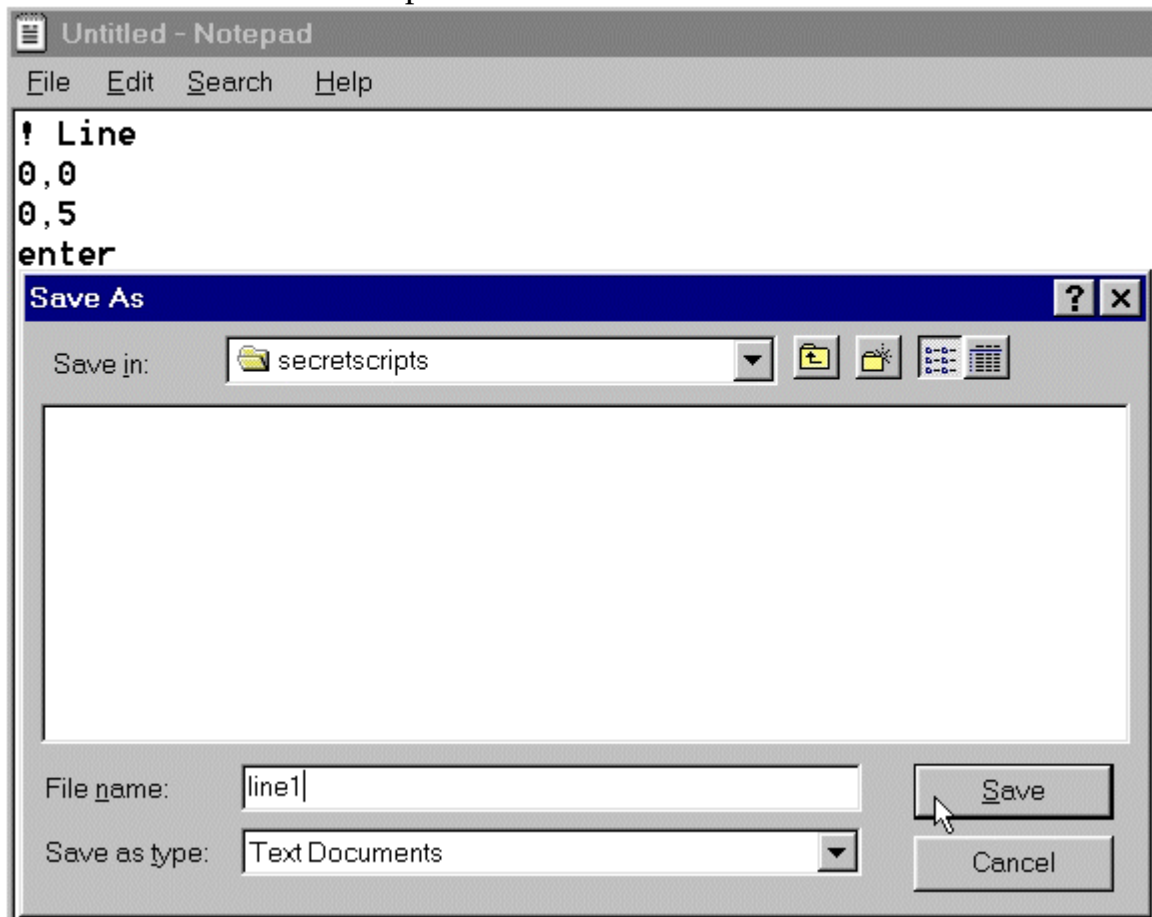 Untitled - Notepad
File Edit Search Help
! Line
0,0
0,5
enter
Save As
Save in: secretscripts
File name: line1
Save
Save as type: Text Documents
Cancel